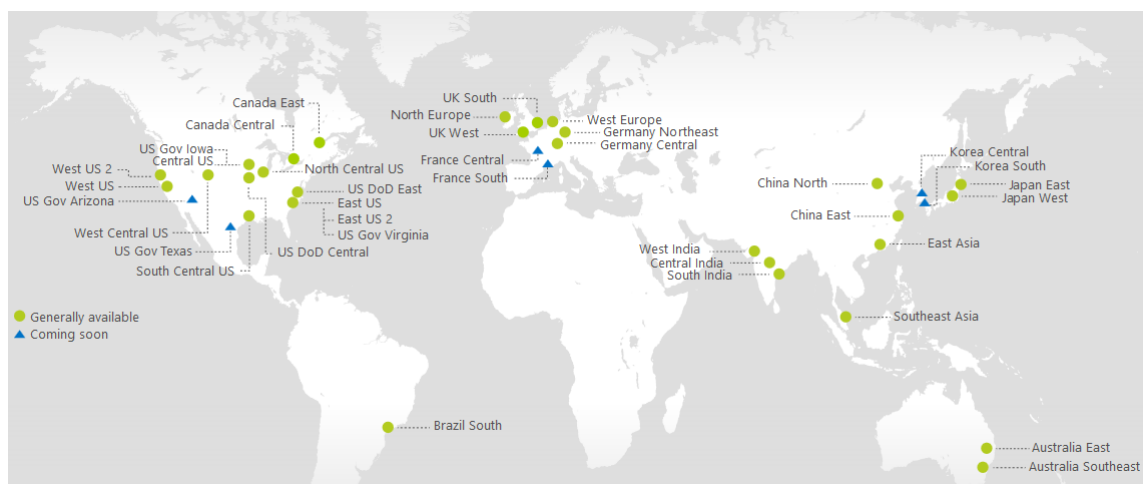 Canada East
Canada Central
US Gov Iowa
Central US
West US 2
West US
US Gov Arizona
North Central US
US DoD East
East US
East US 2
US Gov Virginia
West Central US
US Gov Texas
US DoD Central
South Central US
UK South
North Europe
UK West
West Europe
Germany Northeast
Germany Central
France Central
France South
Korea Central
Korea South
China North
Japan East
Japan West
China East
East Asia
West India
Central India
South India
Southeast Asia
Generally available
Coming soon
Brazil South
Australia East
Australia Southeast